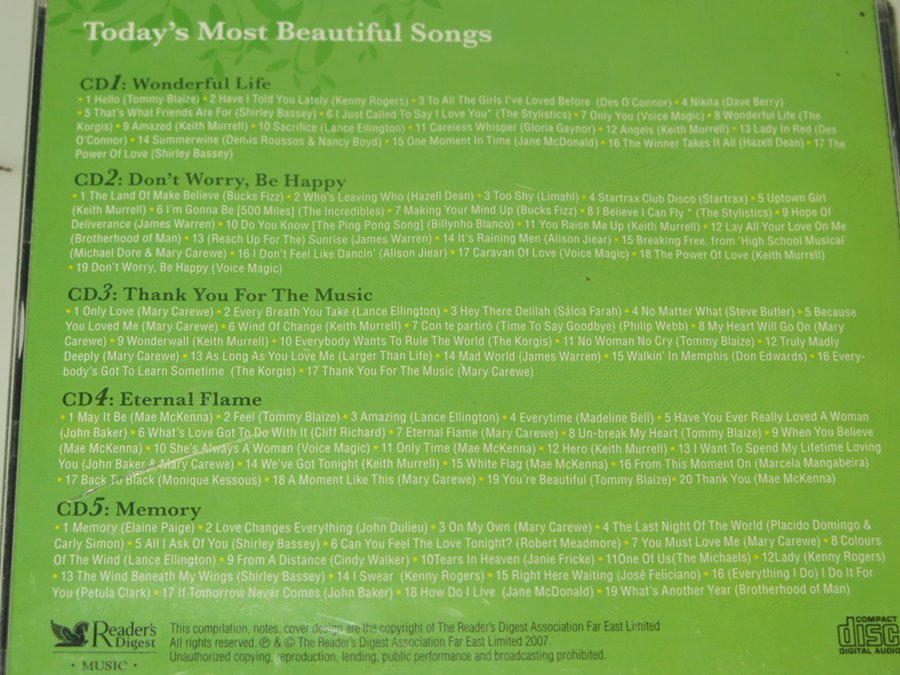 Today's Most Beautiful Songs
CD1: Wonderful Life
• 1 Hello (Tommy Blaize) • 2 Have I Told You Lately (Kenny Rogers) • 3 To All The Girls I've Loved Before (Des O'Connor) • 4 Nikita (Dave Berry)
• 5 That's What Friends Are For (Shirley Bassey) • 6 I Just Called To Say I Love You* (The Stylistics) • 7 Only You (Voice Magic) • 8 Wonderful Life (The
Korgis) • 9 Amazed (Keith Murrell) • 10 Sacrifice (Lance Ellington) • 11 Careless Whisper (Gloria Gaynor) • 12 Angels (Keith Murrell) • 13 Lady In Red (Des
O'Connor) • 14 Summerwine (Demis Roussos & Nancy Boyd) • 15 One Moment In Time (Jane McDonald) • 16 The Winner Takes It All (Hazell Dean) • 17 The
Power Of Love (Shirley Bassey)
CD2: Don't Worry, Be Happy
• 1 The Land Of Make Believe (Bucks Fizz) • 2 Who's Leaving Who (Hazell Dean) • 3 Too Shy (Limahl) • 4 Startrax Club Disco (Startrax) • 5 Uptown Girl
(Keith Murrell) • 6 I'm Gonna Be [500 Miles] (The Incredibles) • 7 Making Your Mind Up (Bucks Fizz) • 8 I Believe I Can Fly * (The Stylistics) • 9 Hope Of
Deliverance (James Warren) • 10 Do You Know [The Ping Pong Song] (Billynho Blanco) • 11 You Raise Me Up (Keith Murrell) • 12 Lay All Your Love On Me
(Brotherhood of Man) • 13 (Reach Up For The) Sunrise (James Warren) • 14 It's Raining Men (Alison Jiear) • 15 Breaking Free, from 'High School Musical'
(Michael Dore & Mary Carewe) • 16 I Don't Feel Like Dancin' (Alison Jiear) • 17 Caravan Of Love (Voice Magic) • 18 The Power Of Love (Keith Murrell)
• 19 Don't Worry, Be Happy (Voice Magic)
CD3: Thank You For The Music
• 1 Only Love (Mary Carewe) • 2 Every Breath You Take (Lance Ellington) • 3 Hey There Delilah (Sáloa Farah) • 4 No Matter What (Steve Butler) • 5 Because
You Loved Me (Mary Carewe) • 6 Wind Of Change (Keith Murrell) • 7 Con te partirò (Time To Say Goodbye) (Philip Webb) • 8 My Heart Will Go On (Mary
Carewe) • 9 Wonderwall (Keith Murrell) • 10 Everybody Wants To Rule The World (The Korgis) • 11 No Woman No Cry (Tommy Blaize) • 12 Truly Madly
Deeply (Mary Carewe) • 13 As Long As You Love Me (Larger Than Life) • 14 Mad World (James Warren) • 15 Walkin' In Memphis (Don Edwards) • 16 Every-
body's Got To Learn Sometime (The Korgis) • 17 Thank You For The Music (Mary Carewe)
CD4: Eternal Flame
• 1 May It Be (Mae McKenna) • 2 Feel (Tommy Blaize) • 3 Amazing (Lance Ellington) • 4 Everytime (Madeline Bell) • 5 Have You Ever Really Loved A Woman
(John Baker) • 6 What's Love Got To Do With It (Cliff Richard) • 7 Eternal Flame (Mary Carewe) • 8 Un-break My Heart (Tommy Blaize) • 9 When You Believe
(Mae McKenna) • 10 She's Always A Woman (Voice Magic) • 11 Only Time (Mae McKenna) • 12 Hero (Keith Murrell) • 13 I Want To Spend My Lifetime Loving
You (John Baker & Mary Carewe) • 14 We've Got Tonight (Keith Murrell) • 15 White Flag (Mae McKenna) • 16 From This Moment On (Marcela Mangabeira)
• 17 Back To Black (Monique Kessous) • 18 A Moment Like This (Mary Carewe) • 19 You're Beautiful (Tommy Blaize) • 20 Thank You (Mae McKenna)
CD5: Memory
• 1 Memory (Elaine Paige) • 2 Love Changes Everything (John Dulieu) • 3 On My Own (Mary Carewe) • 4 The Last Night Of The World (Placido Domingo &
Carly Simon) • 5 All I Ask Of You (Shirley Bassey) • 6 Can You Feel The Love Tonight? (Robert Meadmore) • 7 You Must Love Me (Mary Carewe) • 8 Colours
Of The Wind (Lance Ellington) • 9 From A Distance (Cindy Walker) • 10Tears In Heaven (Janie Fricke) • 11One Of Us(The Michaels) • 12Lady (Kenny Rogers)
• 13 The Wind Beneath My Wings (Shirley Bassey) • 14 I Swear (Kenny Rogers) • 15 Right Here Waiting (José Feliciano) • 16 (Everything I Do) I Do It For
You (Petula Clark) • 17 If Tomorrow Never Comes (John Baker) • 18 How Do I Live (Jane McDonald) • 19 What's Another Year (Brotherhood of Man)
Reader's
Digest
• MUSIC •
This compilation, notes, cover design are the copyright of The Reader's Digest Association Far East Limited
All rights reserved. ℗ & © The Reader's Digest Association Far East Limited 2007.
Unauthorized copying, reproduction, lending, public performance and broadcasting prohibited.
COMPACT
disc
DIGITAL AUDIO